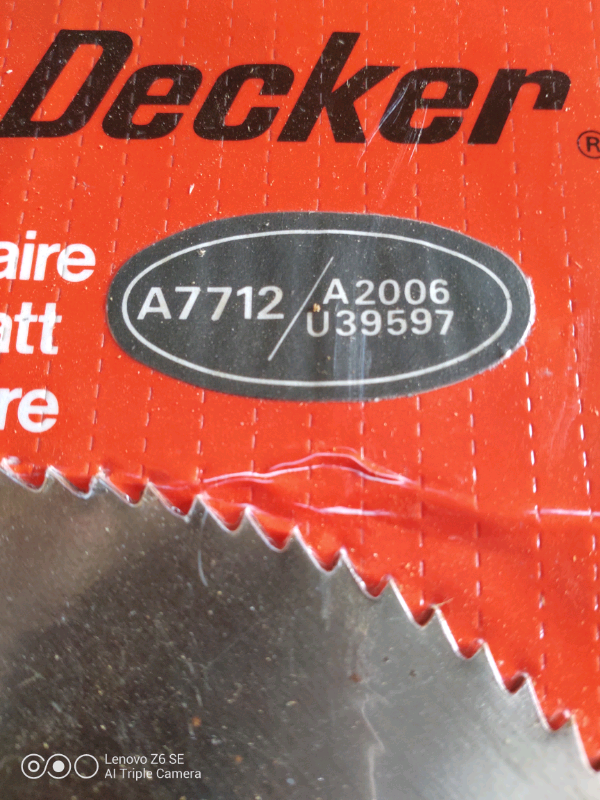 Decker ®
aire
att
re
A7712 / A2006
U39597
Lenovo Z6 SE
AI Triple Camera